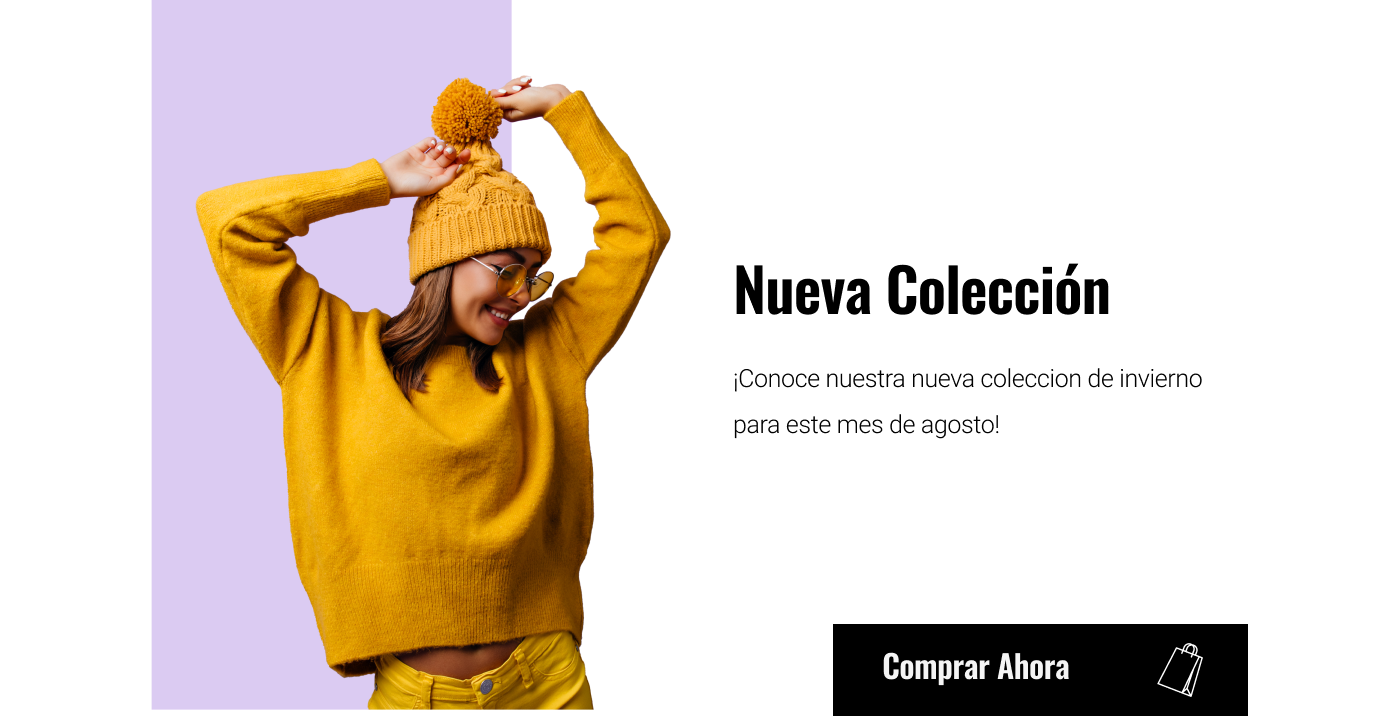 Nueva Colección
¡Conoce nuestra nueva coleccion de invierno
para este mes de agosto!
Comprar Ahora